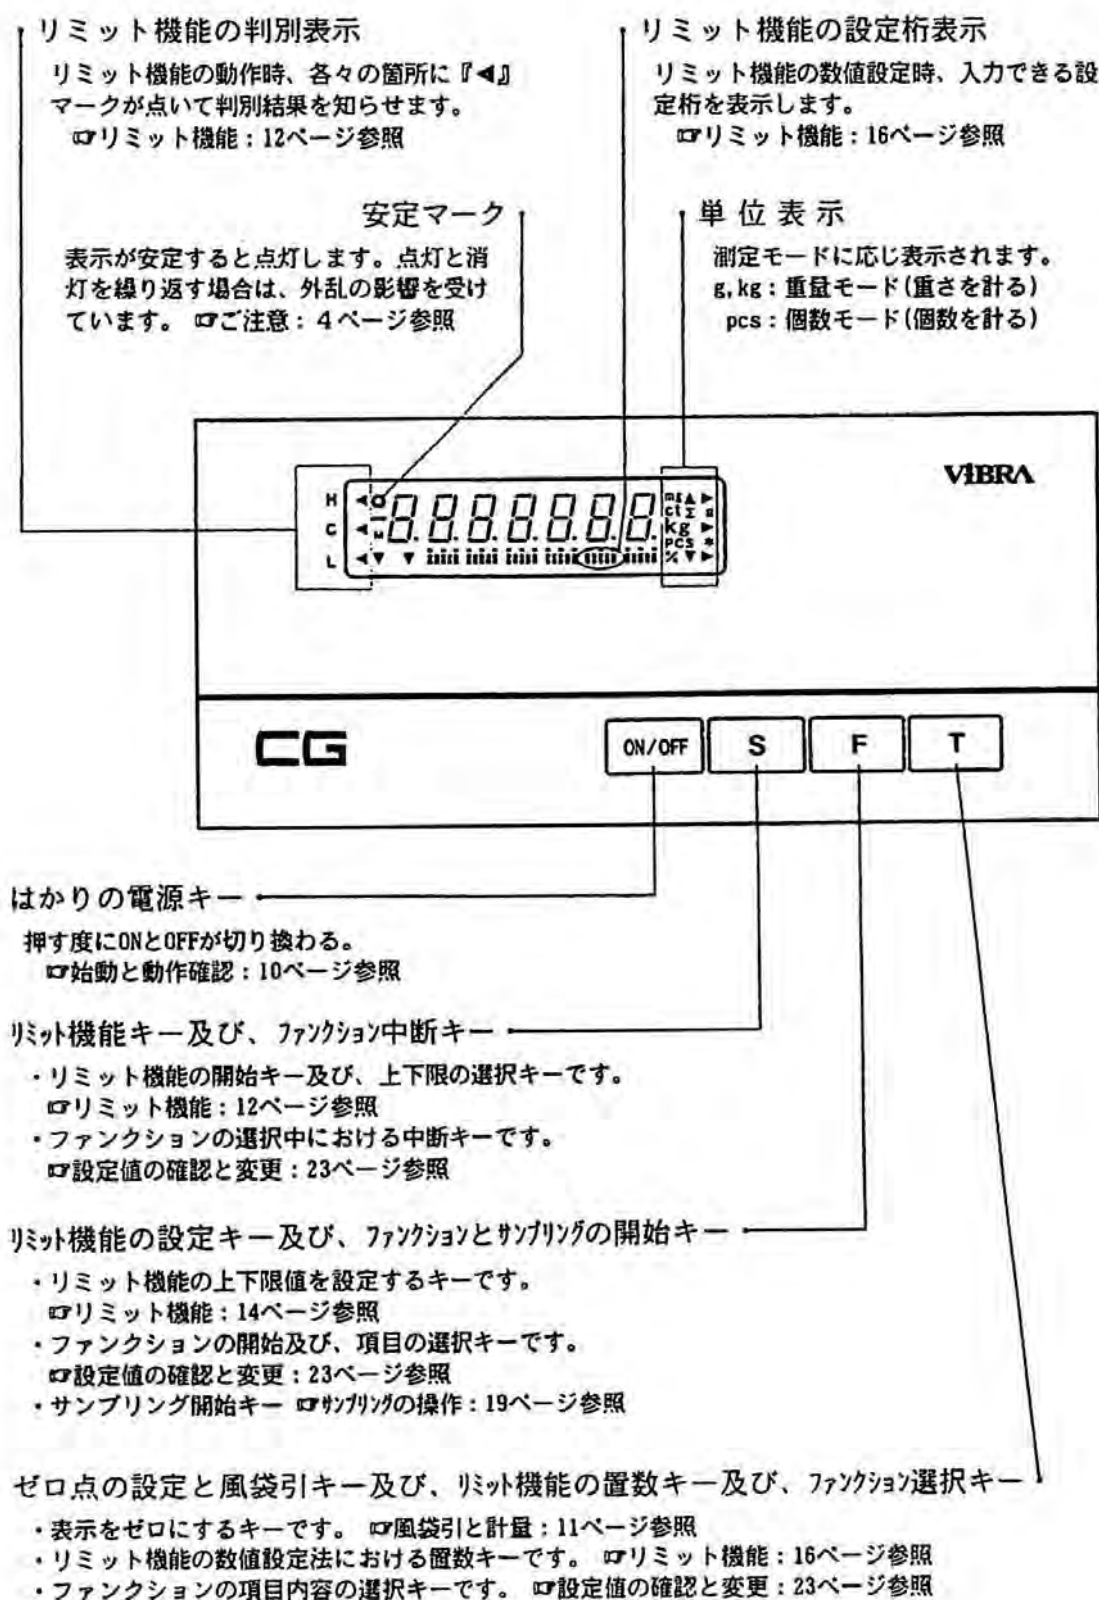 リミット機能の判別表示
リミット機能の動作時、各々の箇所に『◀』
マークが点いて判別結果を知らせます。
☞リミット機能：12ページ参照
リミット機能の設定桁表示
リミット機能の数値設定時、入力できる設
定桁を表示します。
☞リミット機能：16ページ参照
安定マーク
表示が安定すると点灯します。点灯と消
灯を繰り返す場合は、外乱の影響を受け
ています。 ☞ご注意：４ページ参照
単位表示
測定モードに応じ表示されます。
g,kg：重量モード(重さを計る)
pcs：個数モード(個数を計る)
ViBRA
H
G
L
8.8.8.8.8.8.8.
mg
ct Σ
kg
pcs *
%
CG
ON/OFF S F T
はかりの電源キー
押す度にONとOFFが切り換わる。
☞始動と動作確認：10ページ参照
ﾘﾐｯﾄ機能キー及び、ﾌｧﾝｸｼｮﾝ中断キー
・リミット機能の開始キー及び、上下限の選択キーです。
☞リミット機能：12ページ参照
・ファンクションの選択中における中断キーです。
☞設定値の確認と変更：23ページ参照
ﾘﾐｯﾄ機能の設定キー及び、ﾌｧﾝｸｼｮﾝとｻﾝﾌﾟﾘﾝｸﾞの開始キー
・リミット機能の上下限値を設定するキーです。
☞リミット機能：14ページ参照
・ファンクションの開始及び、項目の選択キーです。
☞設定値の確認と変更：23ページ参照
・サンプリング開始キー ☞ｻﾝﾌﾟﾘﾝｸﾞの操作：19ページ参照
ゼロ点の設定と風袋引キー及び、ﾘﾐｯﾄ機能の置数キー及び、ﾌｧﾝｸｼｮﾝ選択キー
・表示をゼロにするキーです。 ☞風袋引と計量：11ページ参照
・リミット機能の数値設定法における置数キーです。 ☞リミット機能：16ページ参照
・ファンクションの項目内容の選択キーです。 ☞設定値の確認と変更：23ページ参照